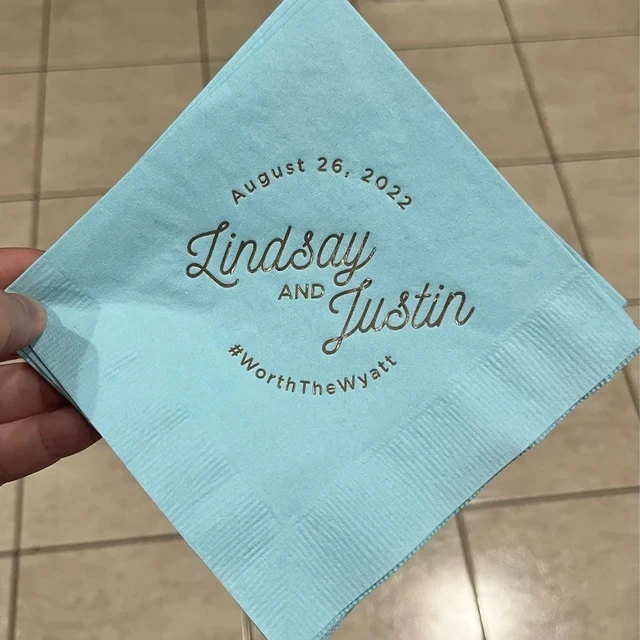 August 26, 2022
Lindsay
AND
Justin
#WorthTheWyatt